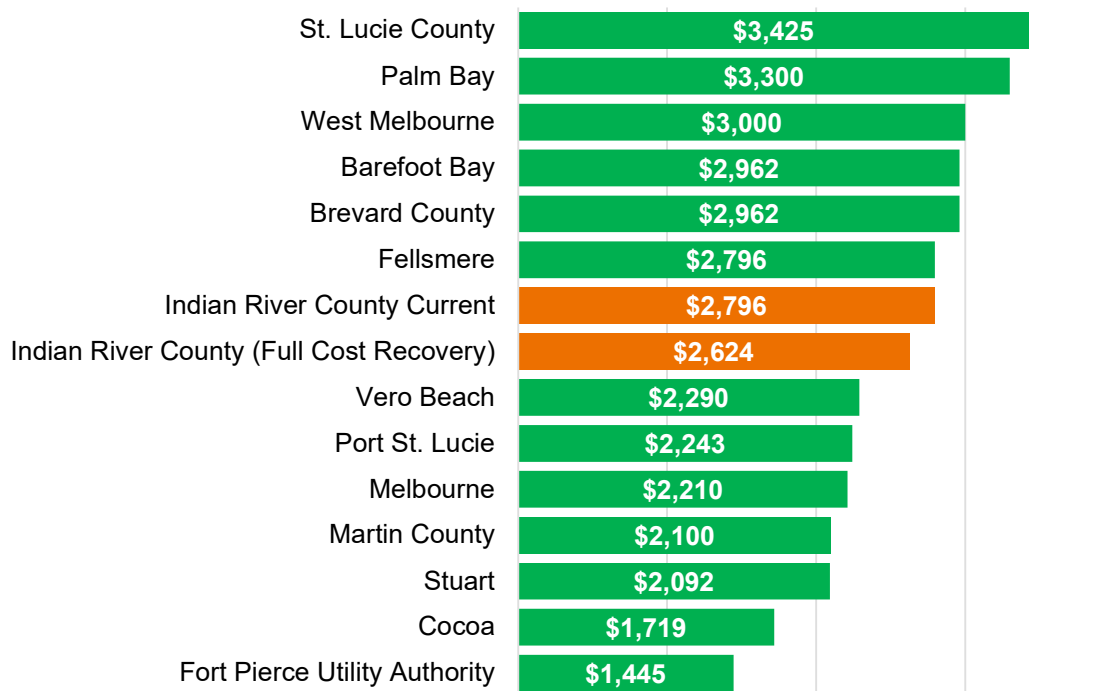 St. Lucie County $3,425
Palm Bay $3,300
West Melbourne $3,000
Barefoot Bay $2,962
Brevard County $2,962
Fellsmere $2,796
Indian River County Current $2,796
Indian River County (Full Cost Recovery) $2,624
Vero Beach $2,290
Port St. Lucie $2,243
Melbourne $2,210
Martin County $2,100
Stuart $2,092
Cocoa $1,719
Fort Pierce Utility Authority $1,445